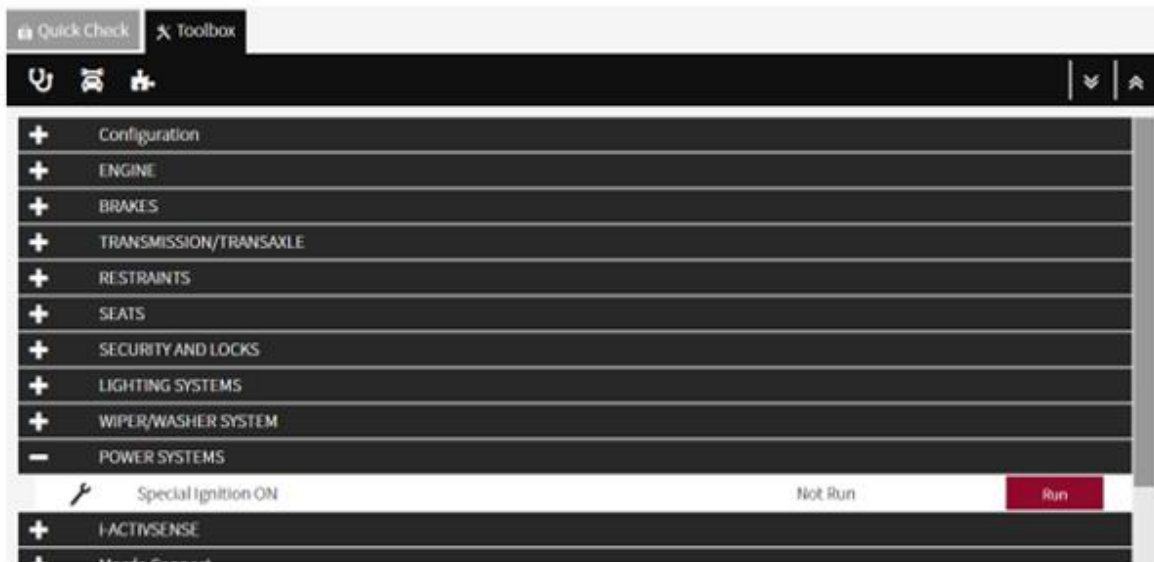 Quick Check
Toolbox
Configuration
ENGINE
BRAKES
TRANSMISSION/TRANSAXLE
RESTRAINTS
SEATS
SECURITY AND LOCKS
LIGHTING SYSTEMS
WIPER/WASHER SYSTEM
POWER SYSTEMS
Special Ignition ON Not Run Run
I-ACTIVSENSE